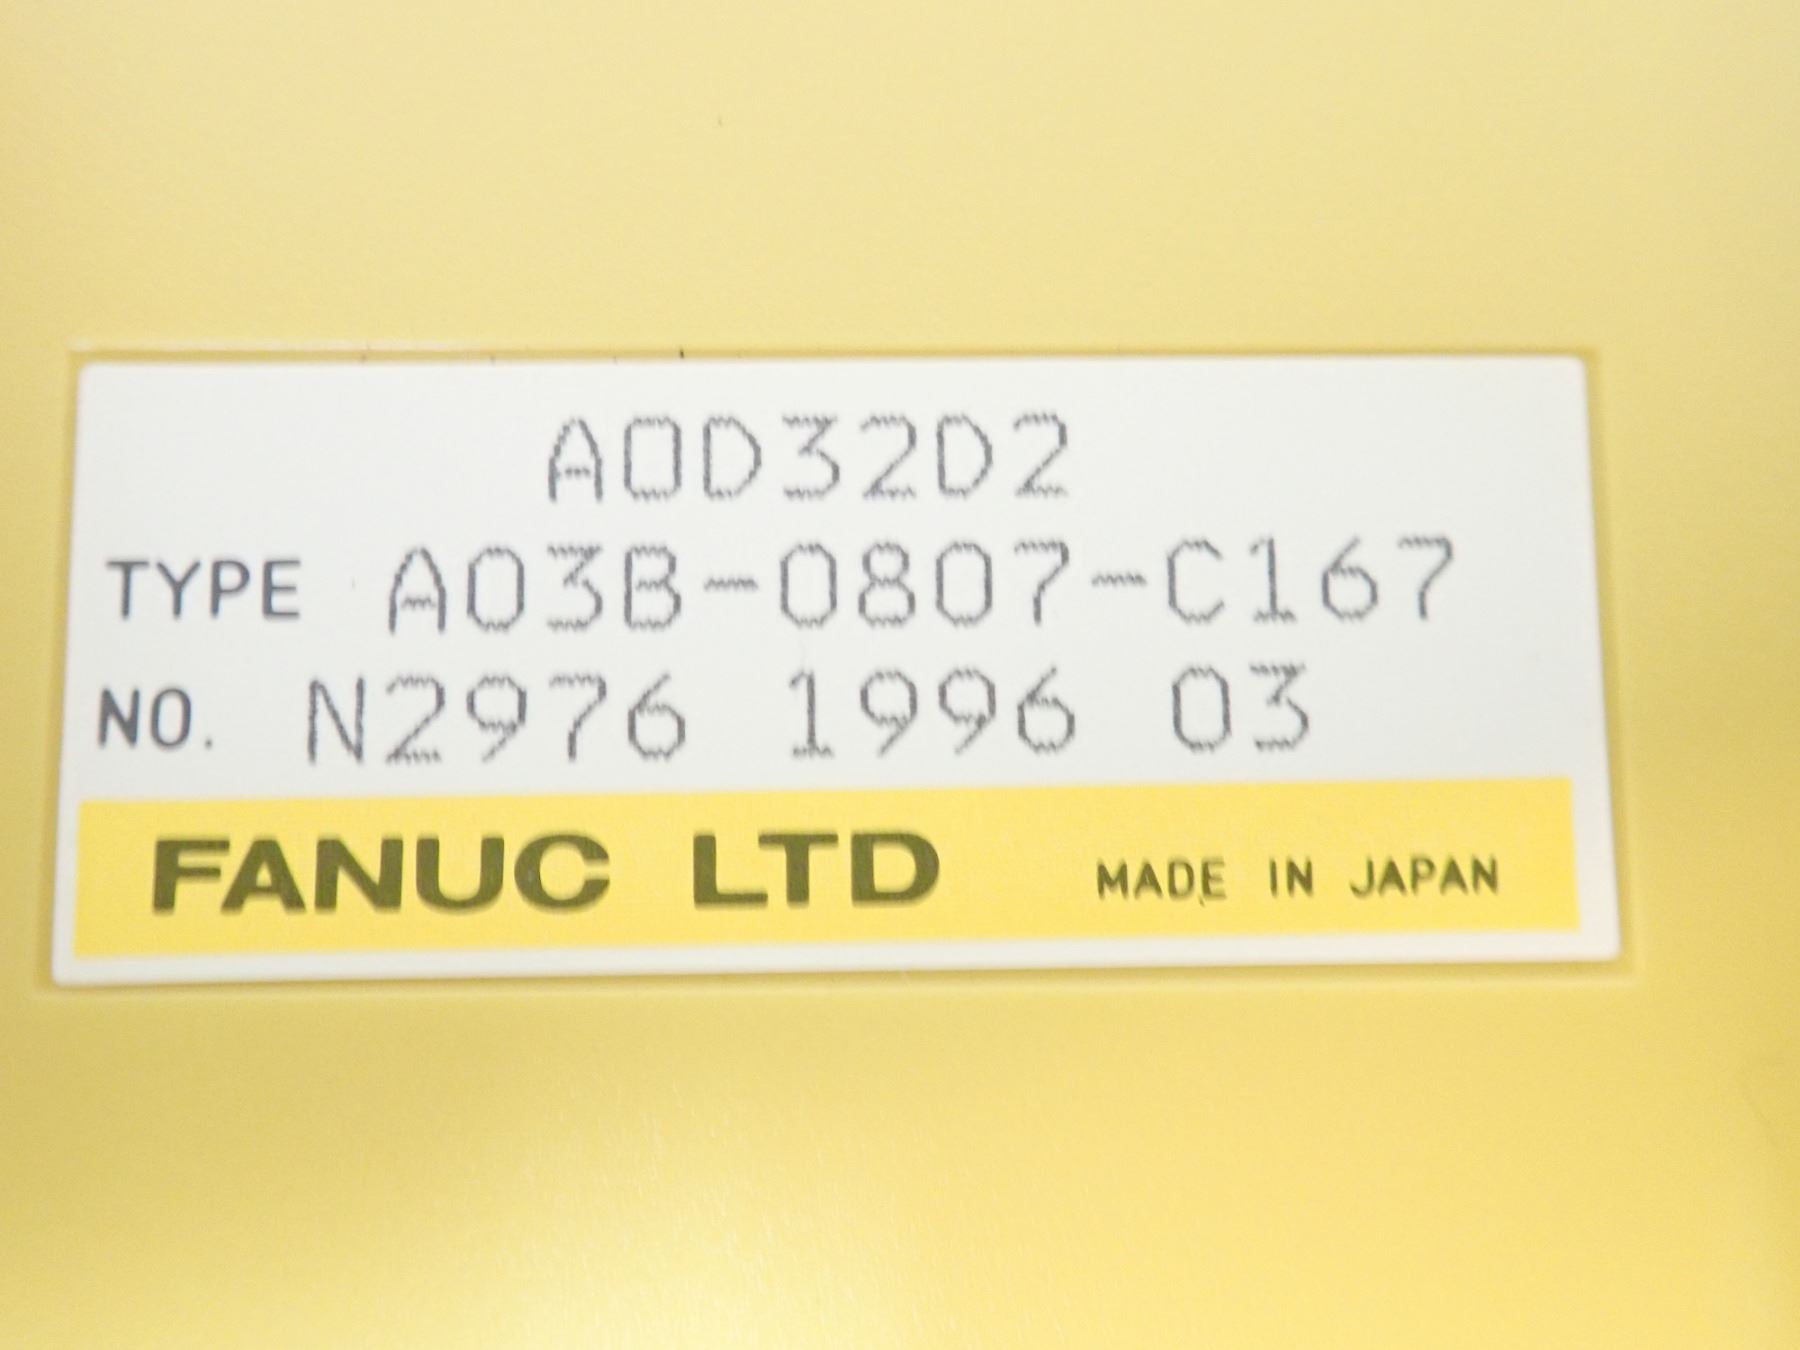 AOD32D2
TYPE A03B-0807-C167
NO. N2976 1996 03
FANUC LTD MADE IN JAPAN